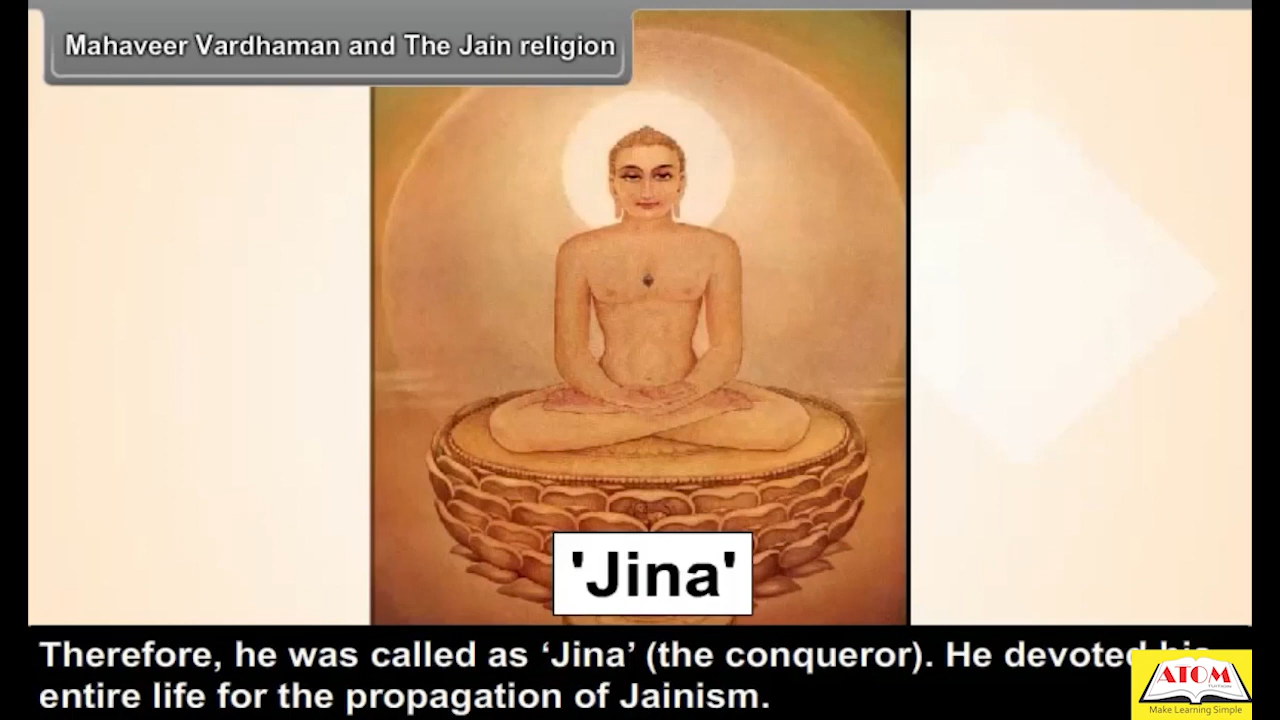 Mahaveer Vardhaman and The Jain religion
'Jina'
Therefore, he was called as ‘Jina’ (the conqueror). He devoted his
entire life for the propagation of Jainism.
ATOM
Make Learning Simple